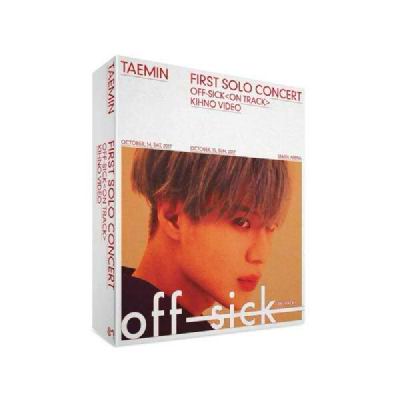 TAEMIN
FIRST SOLO CONCERT
OFF-SICK<ON TRACK>
KIHNO VIDEO
OCTOBER, 14, SAT, 2017
OCTOBER, 15, SUN, 2017
off-sick
TAEMIN
FIRST SOLO CONCERT
OFF-SICK<ON TRACK>
KIHNO VIDEO